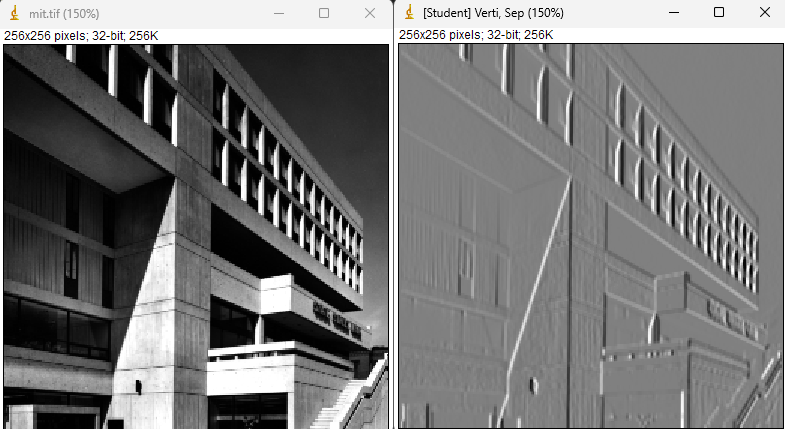 mit.tif (150%)
256x256 pixels; 32-bit; 256K
[Student] Verti, Sep (150%)
256x256 pixels; 32-bit; 256K